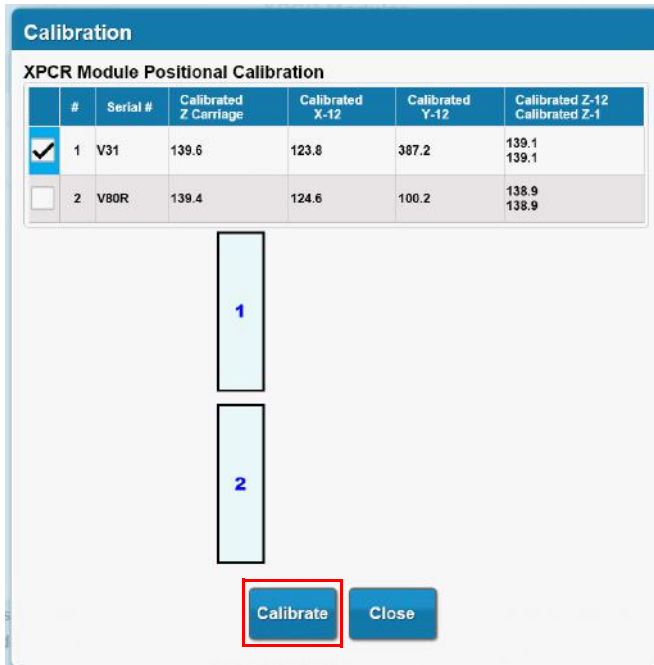 Calibration
XPCR Module Positional Calibration
# Serial # Calibrated Z Carriage Calibrated X-12 Calibrated Y-12 Calibrated Z-12 Calibrated Z-1
1 V31 139.6 123.8 387.2 139.1 139.1
2 V80R 139.4 124.6 100.2 138.9 138.9
1
2
Calibrate Close